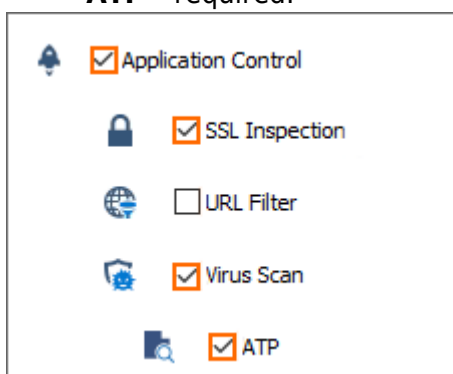 ATP required.
Application Control
SSL Inspection
URL Filter
Virus Scan
ATP